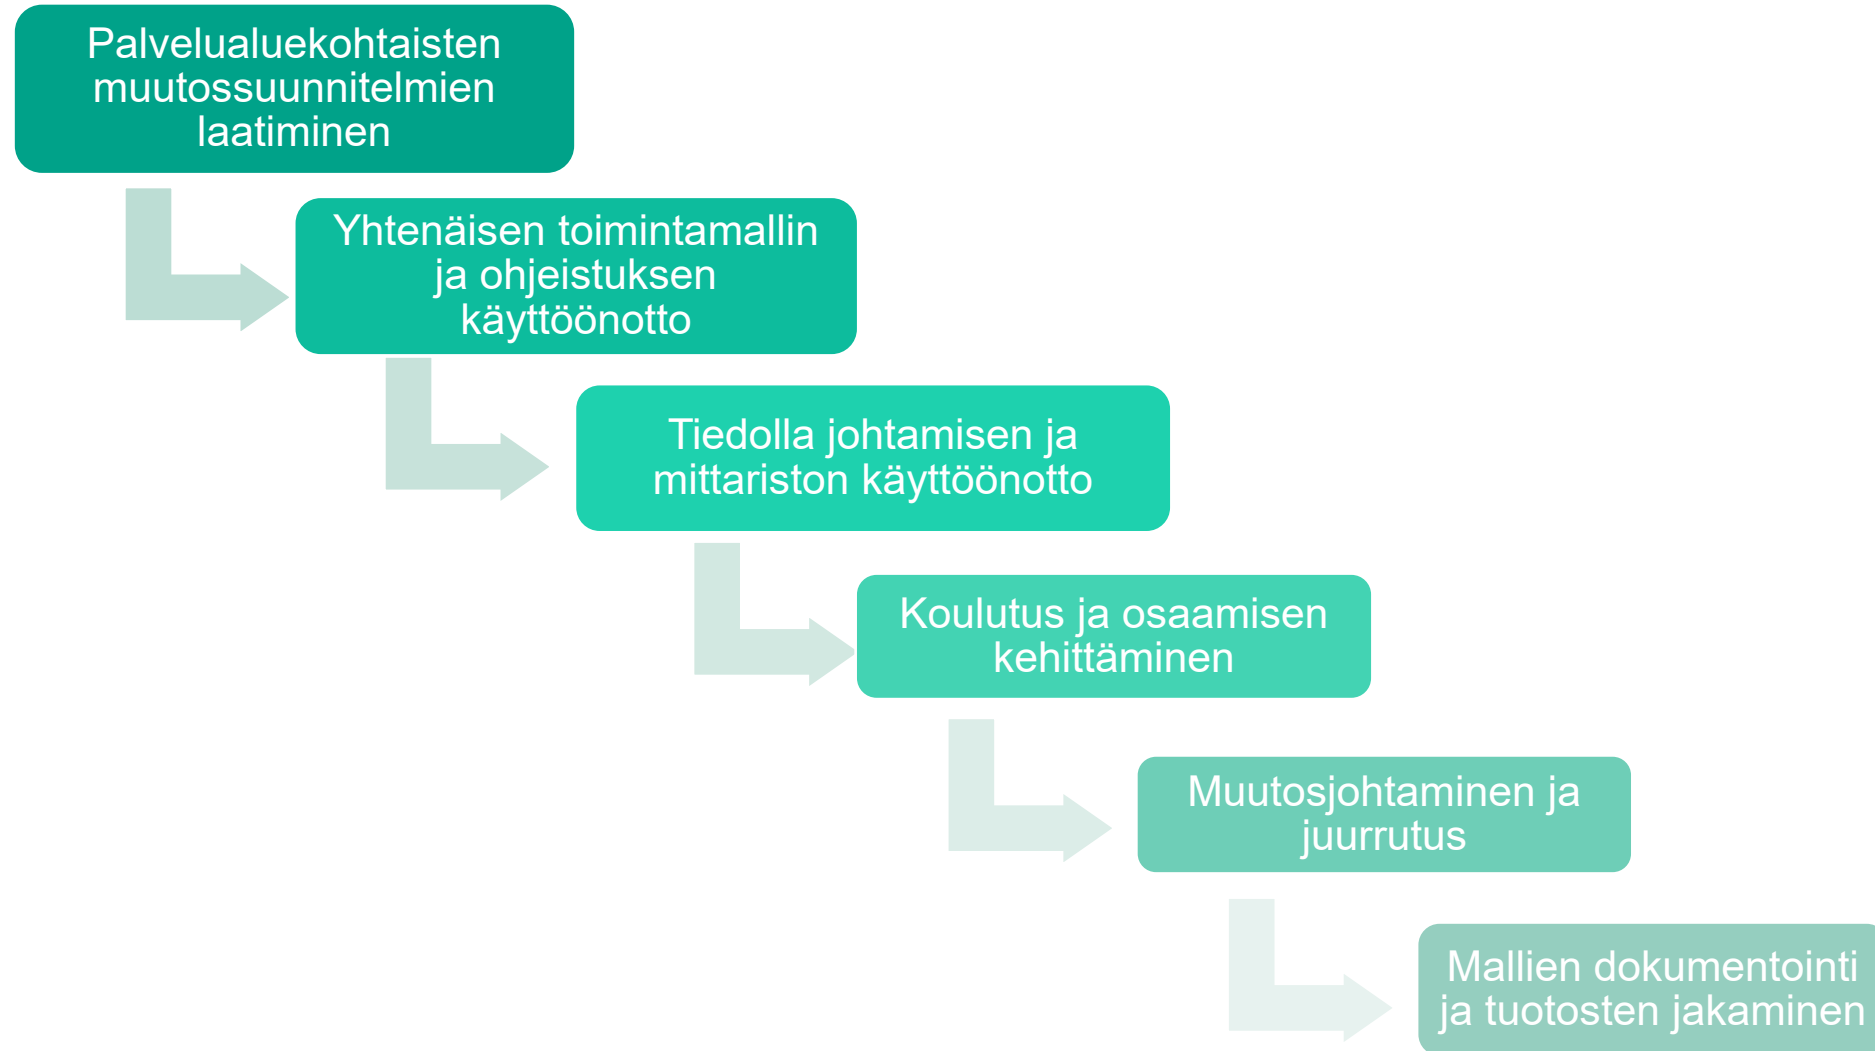 Palvelualuekohtaisten
muutossuunnitelmien
laatiminen
Yhtenäisen toimintamallin
ja ohjeistuksen
käyttöönotto
Tiedolla johtamisen ja
mittariston käyttöönotto
Koulutus ja osaamisen
kehittäminen
Muutosjohtaminen ja
juurrutus
Mallien dokumentointi
ja tuotosten jakaminen